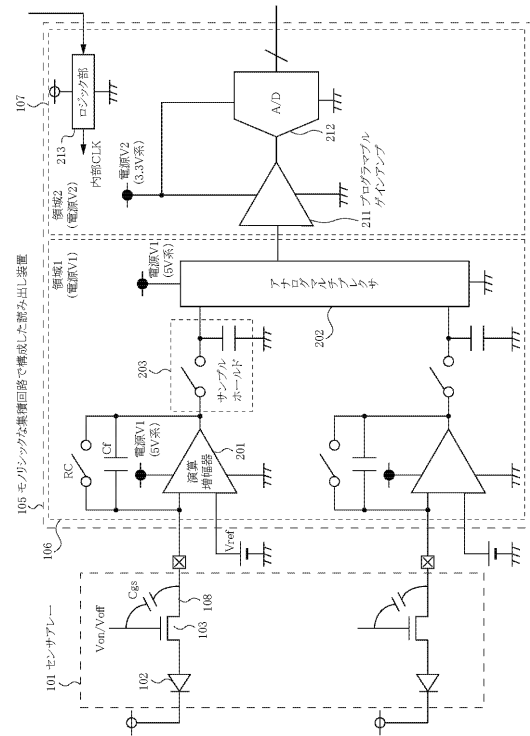 105 モノリシックな集積回路で構成した読み出し装置
106
領域1
(電源V1)
領域2
(電源V2)
107
101 センサアレー
102
Von/Voff
Cgs
103
108
RC
Cf
電源V1
(5V系)
演算
増幅器
201
Vref
203
サンプル
ホールド
電源V1
(5V系)
アナログマルチプレクサ
202
電源V2
(3.3V系)
211 プログラマブル
ゲインアンプ
A/D
212
ロジック部
213
内部CLK